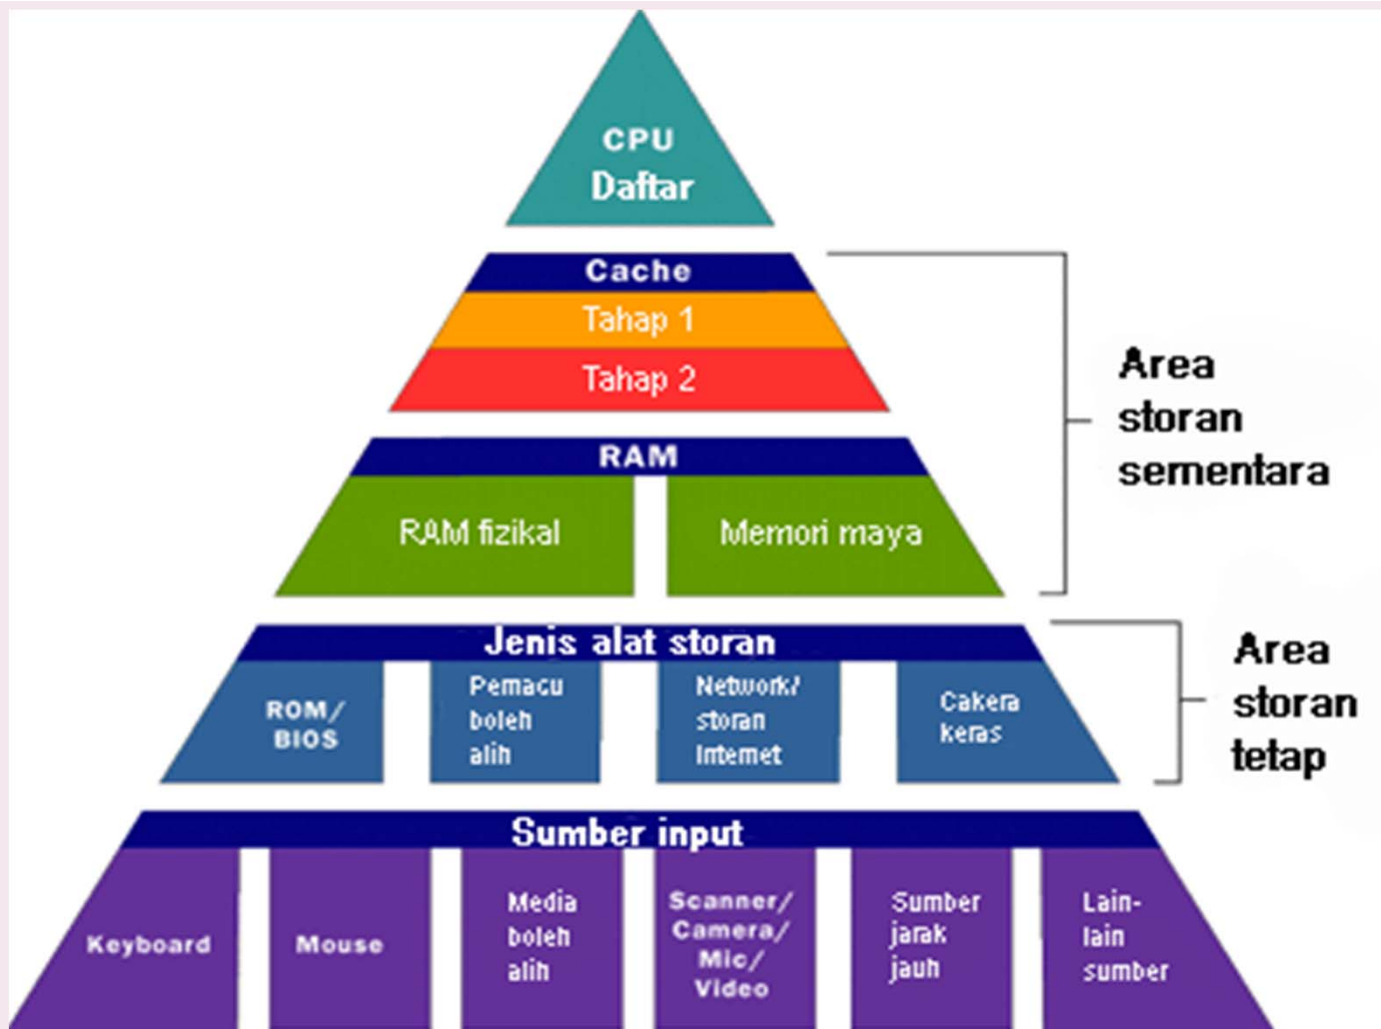 CPU
Daftar
Cache
Tahap 1
Tahap 2
Area
storan
sementara
RAM
RAM fizikal
Memori maya
Jenis alat storan
ROM/
BIOS
Pemacu
boleh
alih
Network/
storan
Internet
Cakera
keras
Area
storan
tetap
Sumber input
Keyboard
Mouse
Media
boleh
alih
Scanner/
Camera/
Mic/
Video
Sumber
jarak
jauh
Lain-
lain
sumber